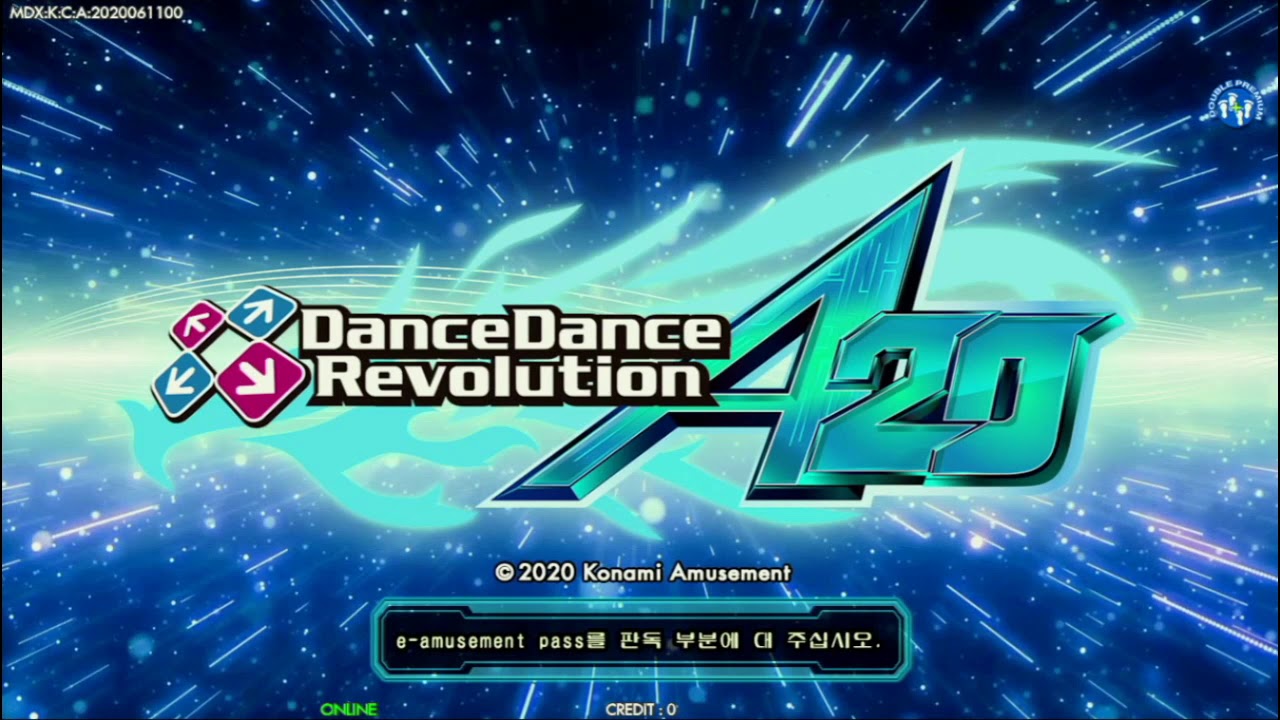 MDX:K:C:A:2020061100
DOUBLE PREMIUM
DanceDance
Revolution
A20
©2020 Konami Amusement
e-amusement pass를 판독 부분에 대 주십시오.
ONLINE
CREDIT : 0